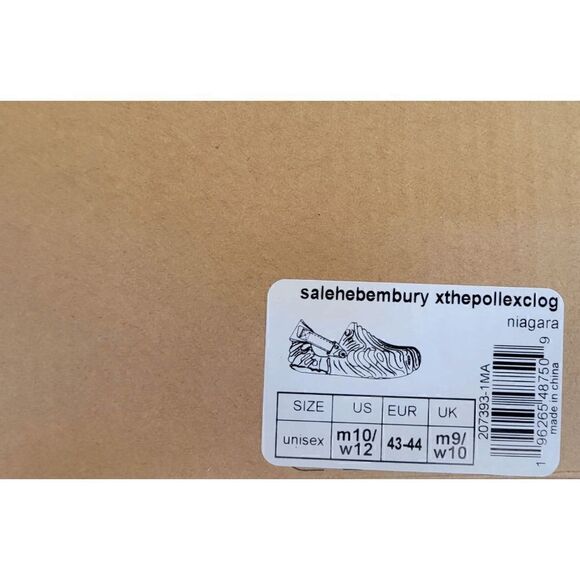 salehebembury xthepollexclog
niagara
SIZE US EUR UK
unisex m10/ w12 43-44 m9/ w10
207393-1MA
1 96265 48750 9
made in china